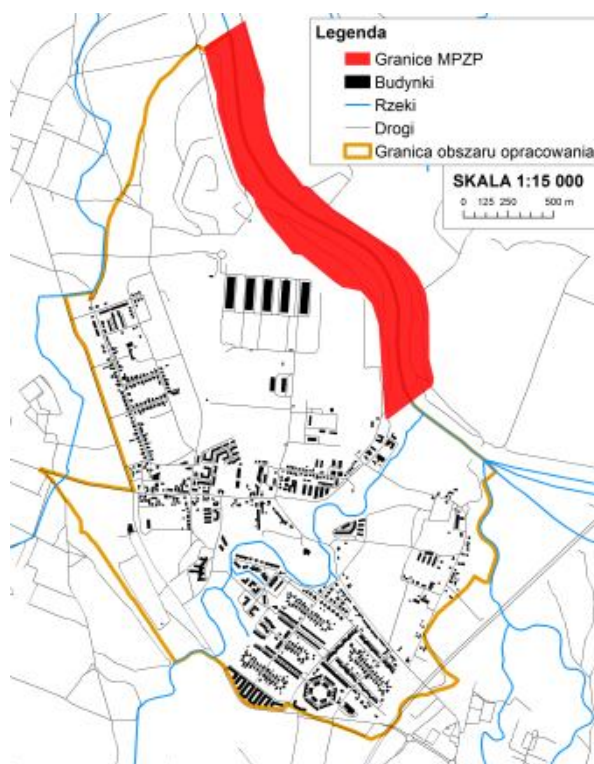 Legenda
Granice MPZP
Budynki
Rzeki
Drogi
Granica obszaru opracowania
SKALA 1:15 000
0 125 250 500 m